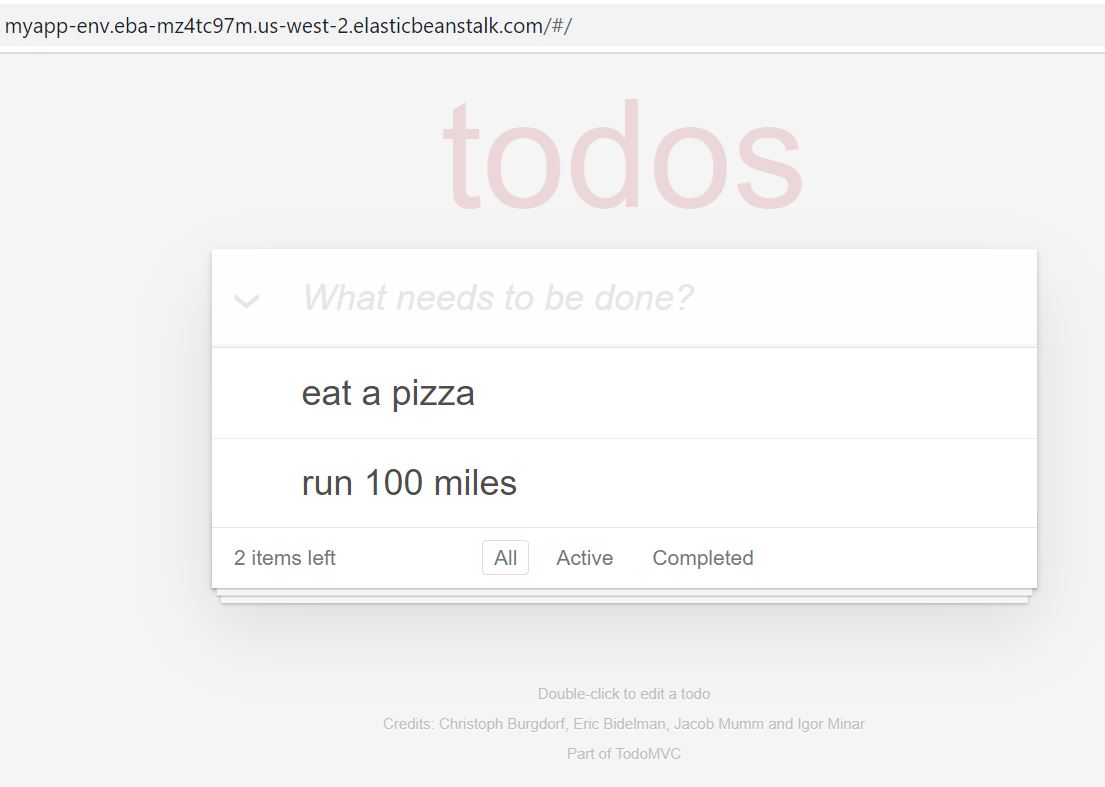 myapp-env.eba-mz4tc97m.us-west-2.elasticbeanstalk.com/#/
todos
What needs to be done?
eat a pizza
run 100 miles
2 items left All Active Completed
Double-click to edit a todo
Credits: Christoph Burgdorf, Eric Bidelman, Jacob Mumm and Igor Minar
Part of TodoMVC